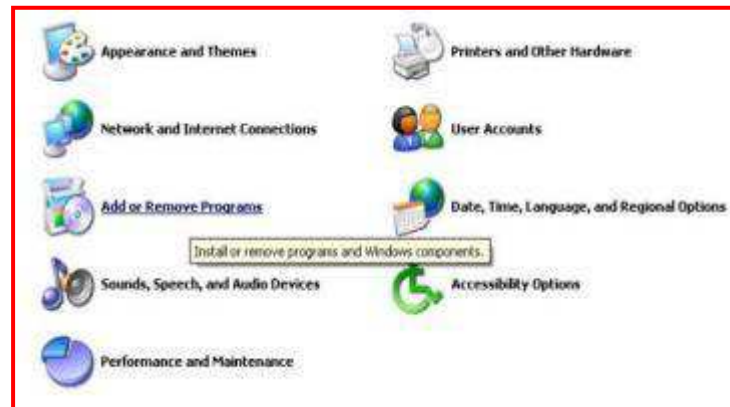 Appearance and Themes
Printers and Other Hardware
Network and Internet Connections
User Accounts
Add or Remove Programs
Date, Time, Language, and Regional Options
Install or remove programs and Windows components.
Sounds, Speech, and Audio Devices
Accessibility Options
Performance and Maintenance